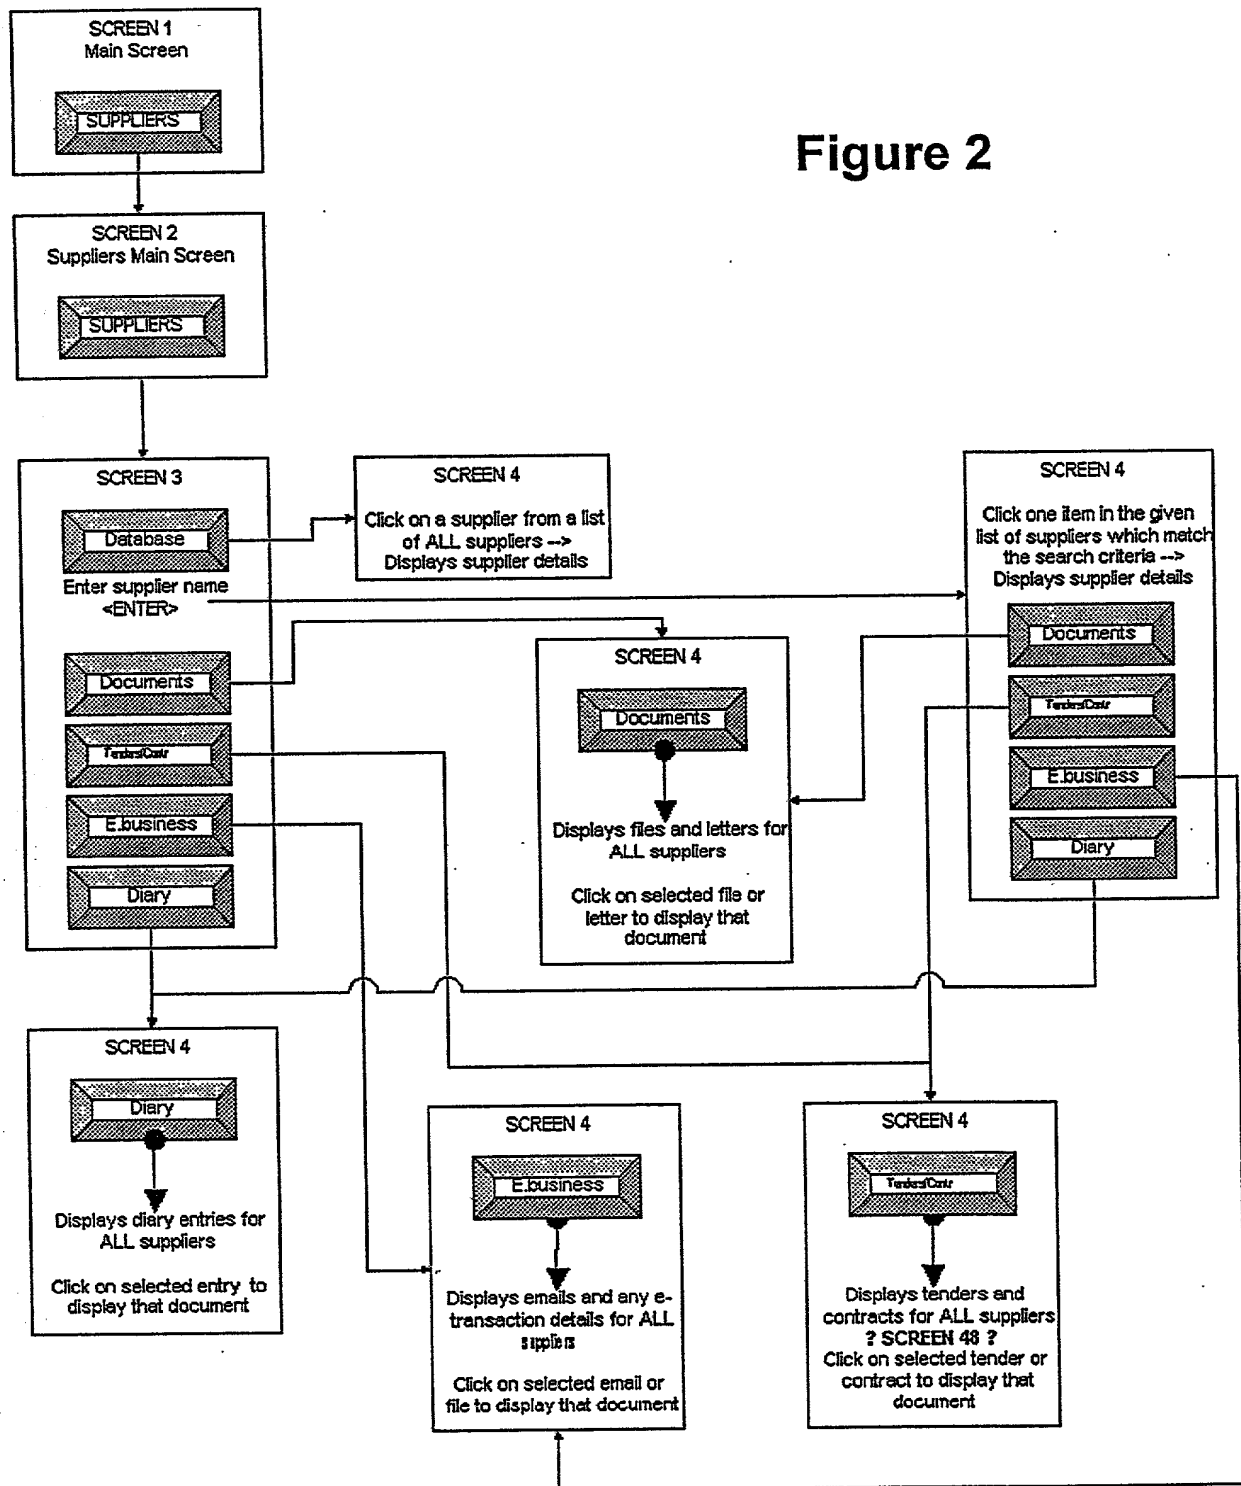 SCREEN 1
Main Screen
SUPPLIERS
Figure 2
SCREEN 2
Suppliers Main Screen
SUPPLIERS
SCREEN 3
Database
Enter supplier name
<ENTER>
Documents
Tenders/Contr
E.business
Diary
SCREEN 4
Click on a supplier from a list
of ALL suppliers -->
Displays supplier details
SCREEN 4
Click one item in the given
list of suppliers which match
the search criteria -->
Displays supplier details
Documents
Tenders/Contr
E.business
Diary
SCREEN 4
Documents
Displays files and letters for
ALL suppliers
Click on selected file or
letter to display that
document
SCREEN 4
Diary
Displays diary entries for
ALL suppliers
Click on selected entry to
display that document
SCREEN 4
E.business
Displays emails and any e-
transaction details for ALL
suppliers
Click on selected email or
file to display that document
SCREEN 4
Tenders/Contr
Displays tenders and
contracts for ALL suppliers
? SCREEN 48 ?
Click on selected tender or
contract to display that
document